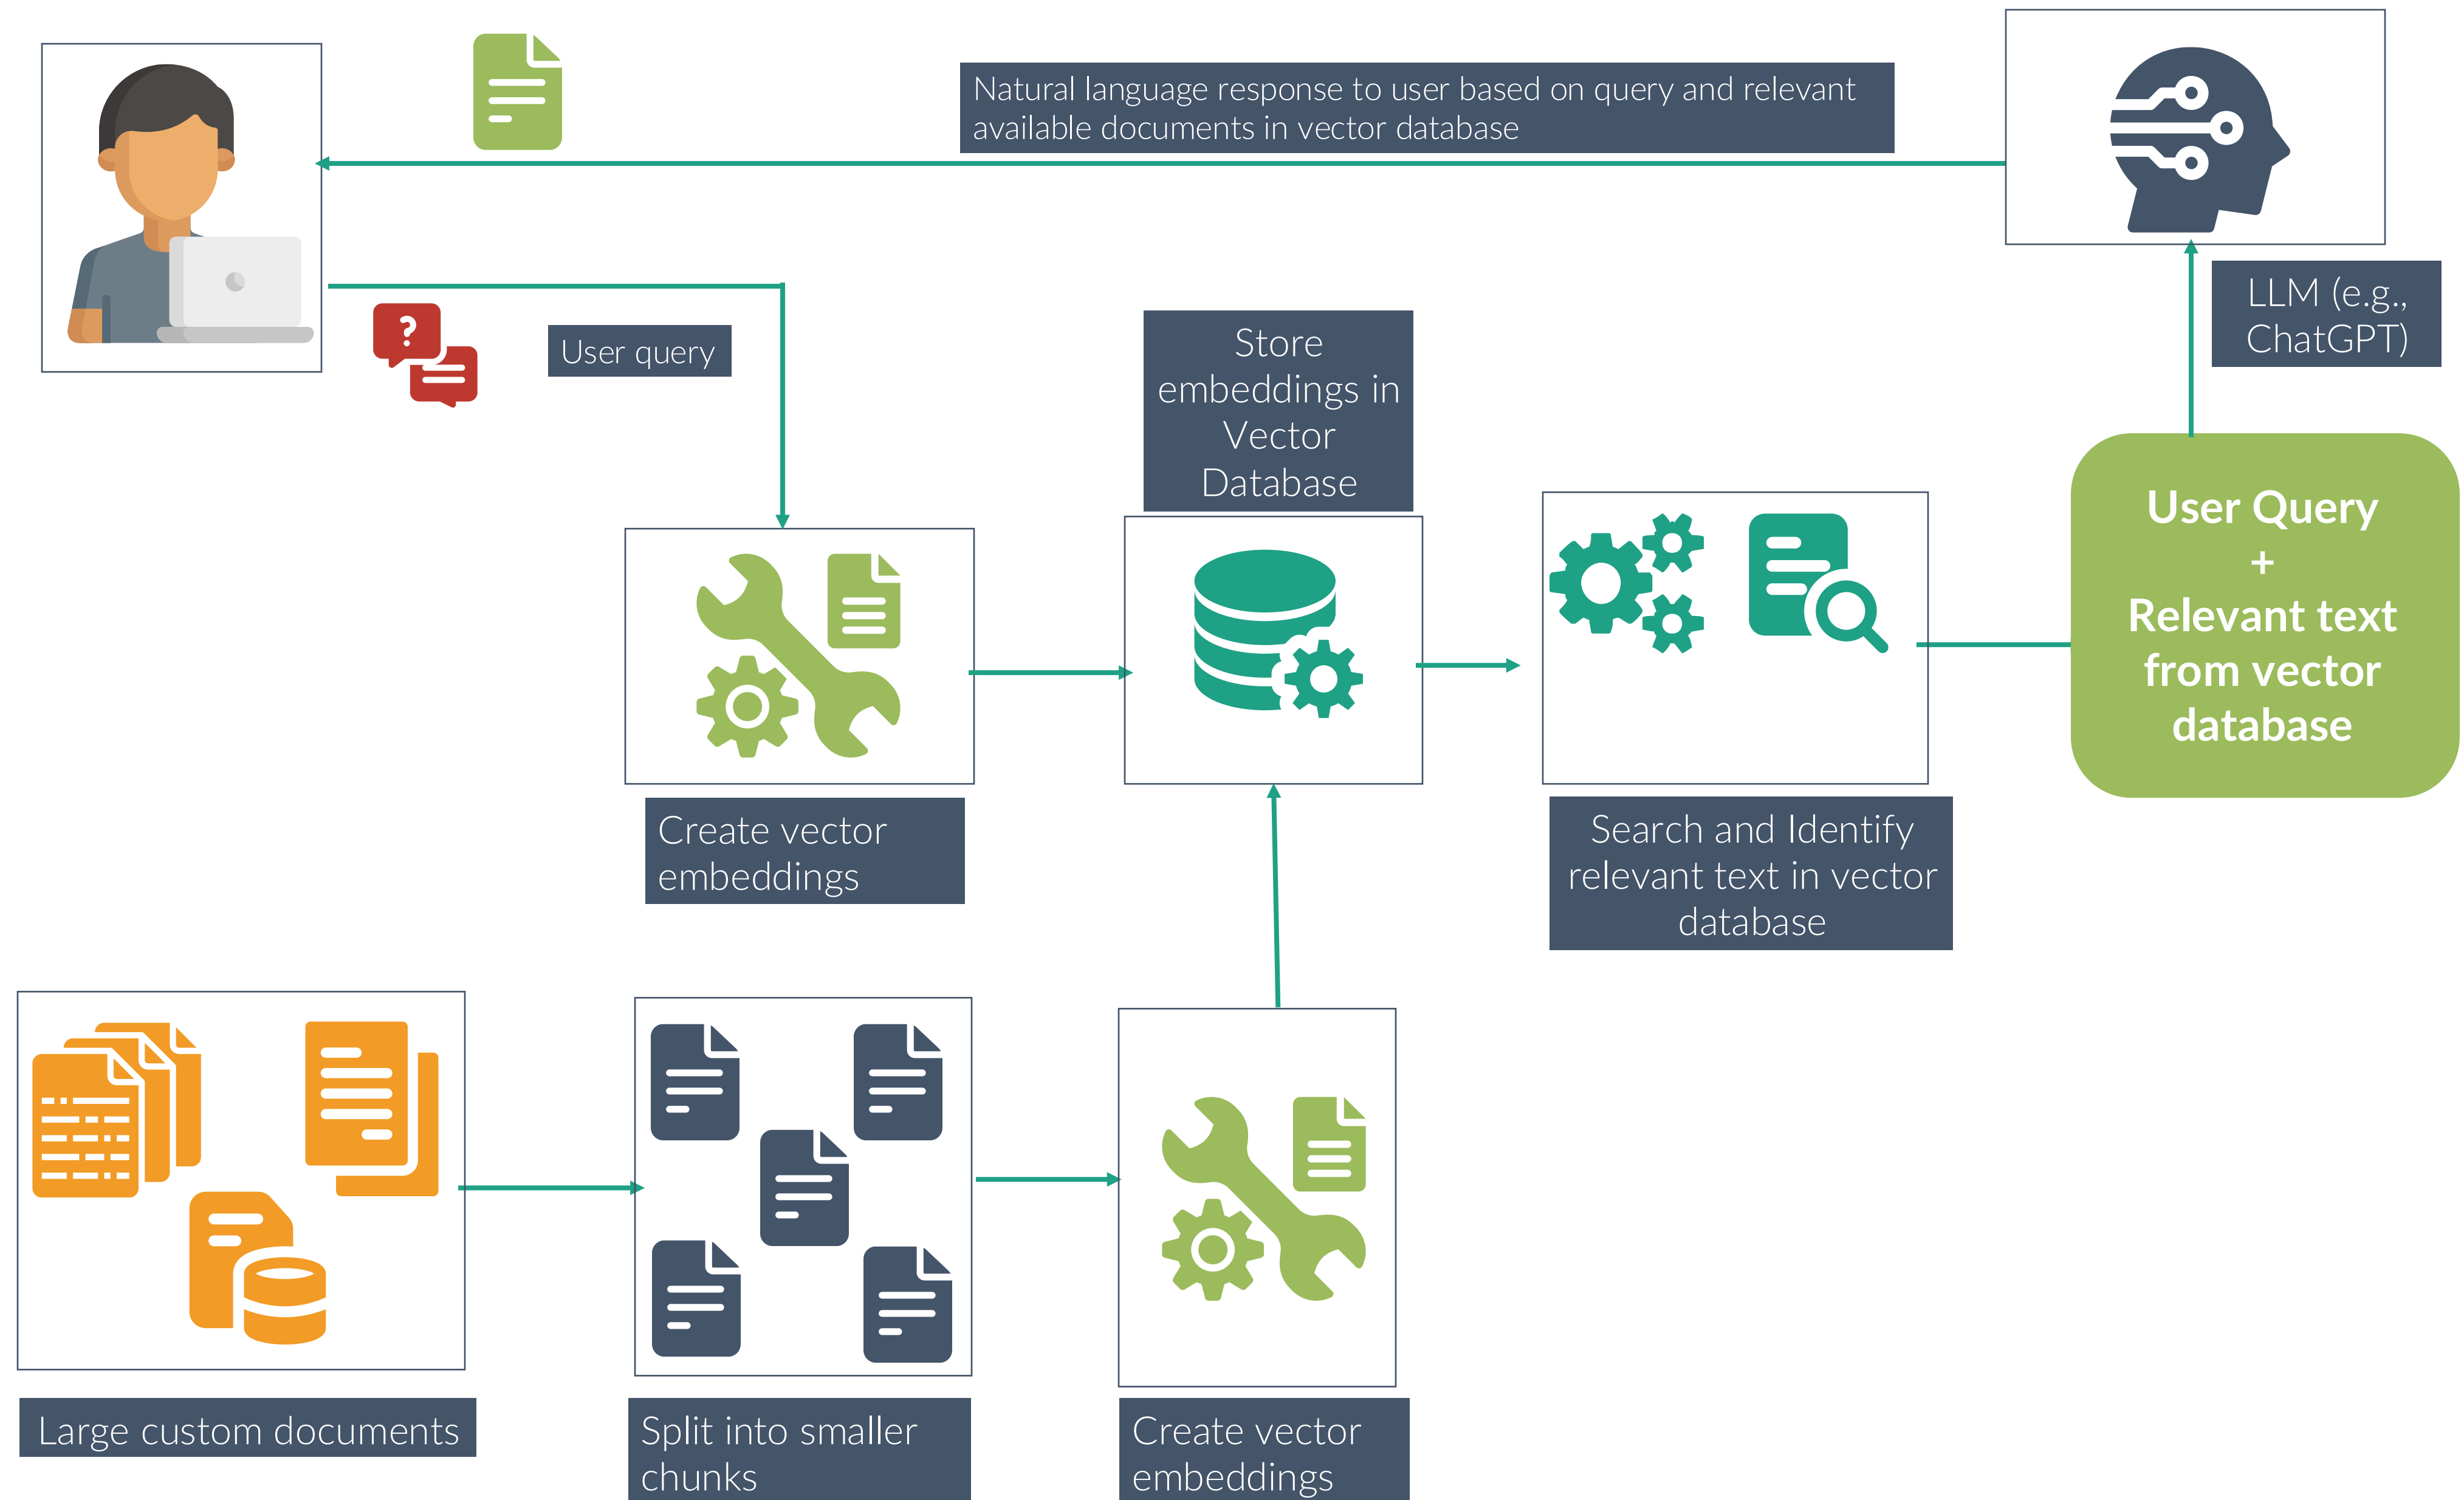 Natural language response to user based on query and relevant
available documents in vector database
?
User query
LLM (e.g.,
ChatGPT)
Store
embeddings in
Vector
Database
User Query
+
Relevant text
from vector
database
Create vector
embeddings
Search and Identify
relevant text in vector
database
Large custom documents
Split into smaller
chunks
Create vector
embeddings